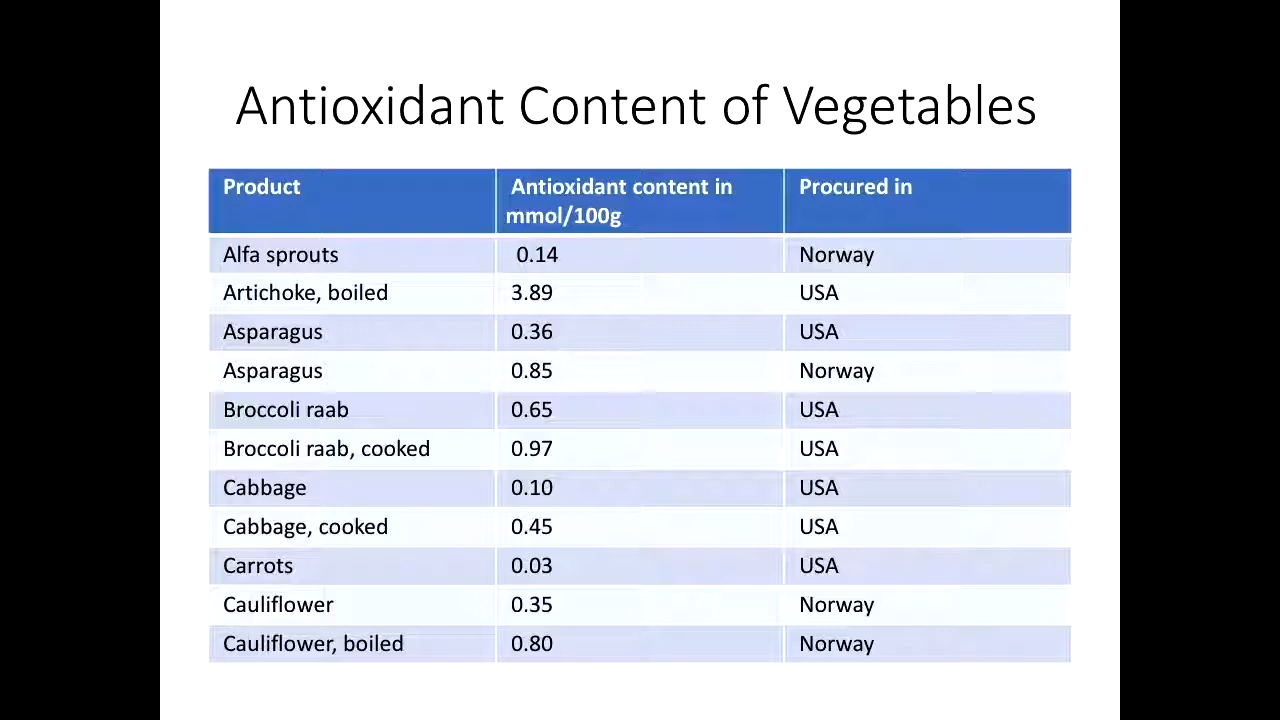 Antioxidant Content of Vegetables
Product Antioxidant content in mmol/100g Procured in
Alfa sprouts 0.14 Norway
Artichoke, boiled 3.89 USA
Asparagus 0.36 USA
Asparagus 0.85 Norway
Broccoli raab 0.65 USA
Broccoli raab, cooked 0.97 USA
Cabbage 0.10 USA
Cabbage, cooked 0.45 USA
Carrots 0.03 USA
Cauliflower 0.35 Norway
Cauliflower, boiled 0.80 Norway